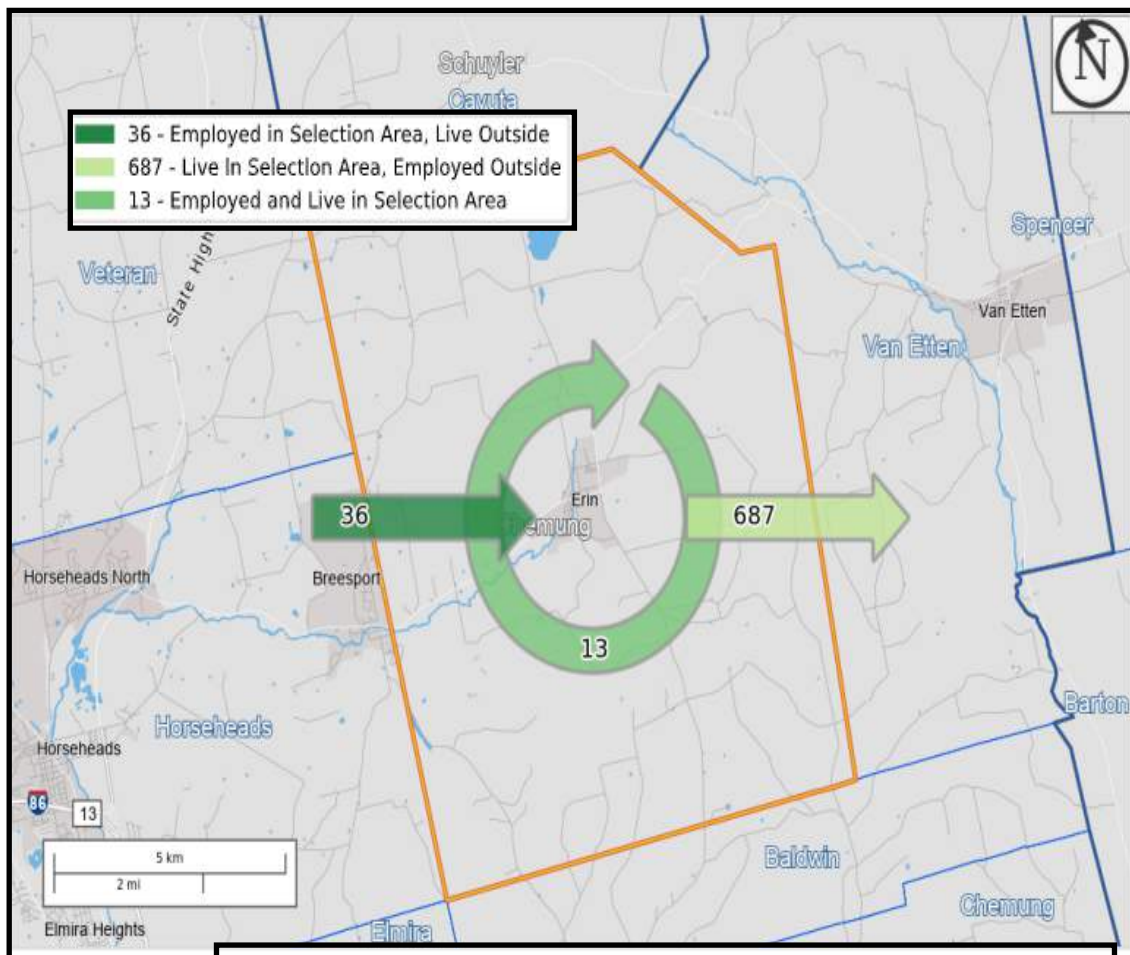 Schuyler
Cayuta
N
36 - Employed in Selection Area, Live Outside
687 - Live in Selection Area, Employed Outside
13 - Employed and Live in Selection Area
Spencer
Veteran
State High
Van Etten
Van Etten
Erin
36
687
Chemung
Horseheads North
Breesport
13
Barton
Horseheads
Horseheads
86
13
5 km
2 mi
Baldwin
Chemung
Elmira Heights
Elmira